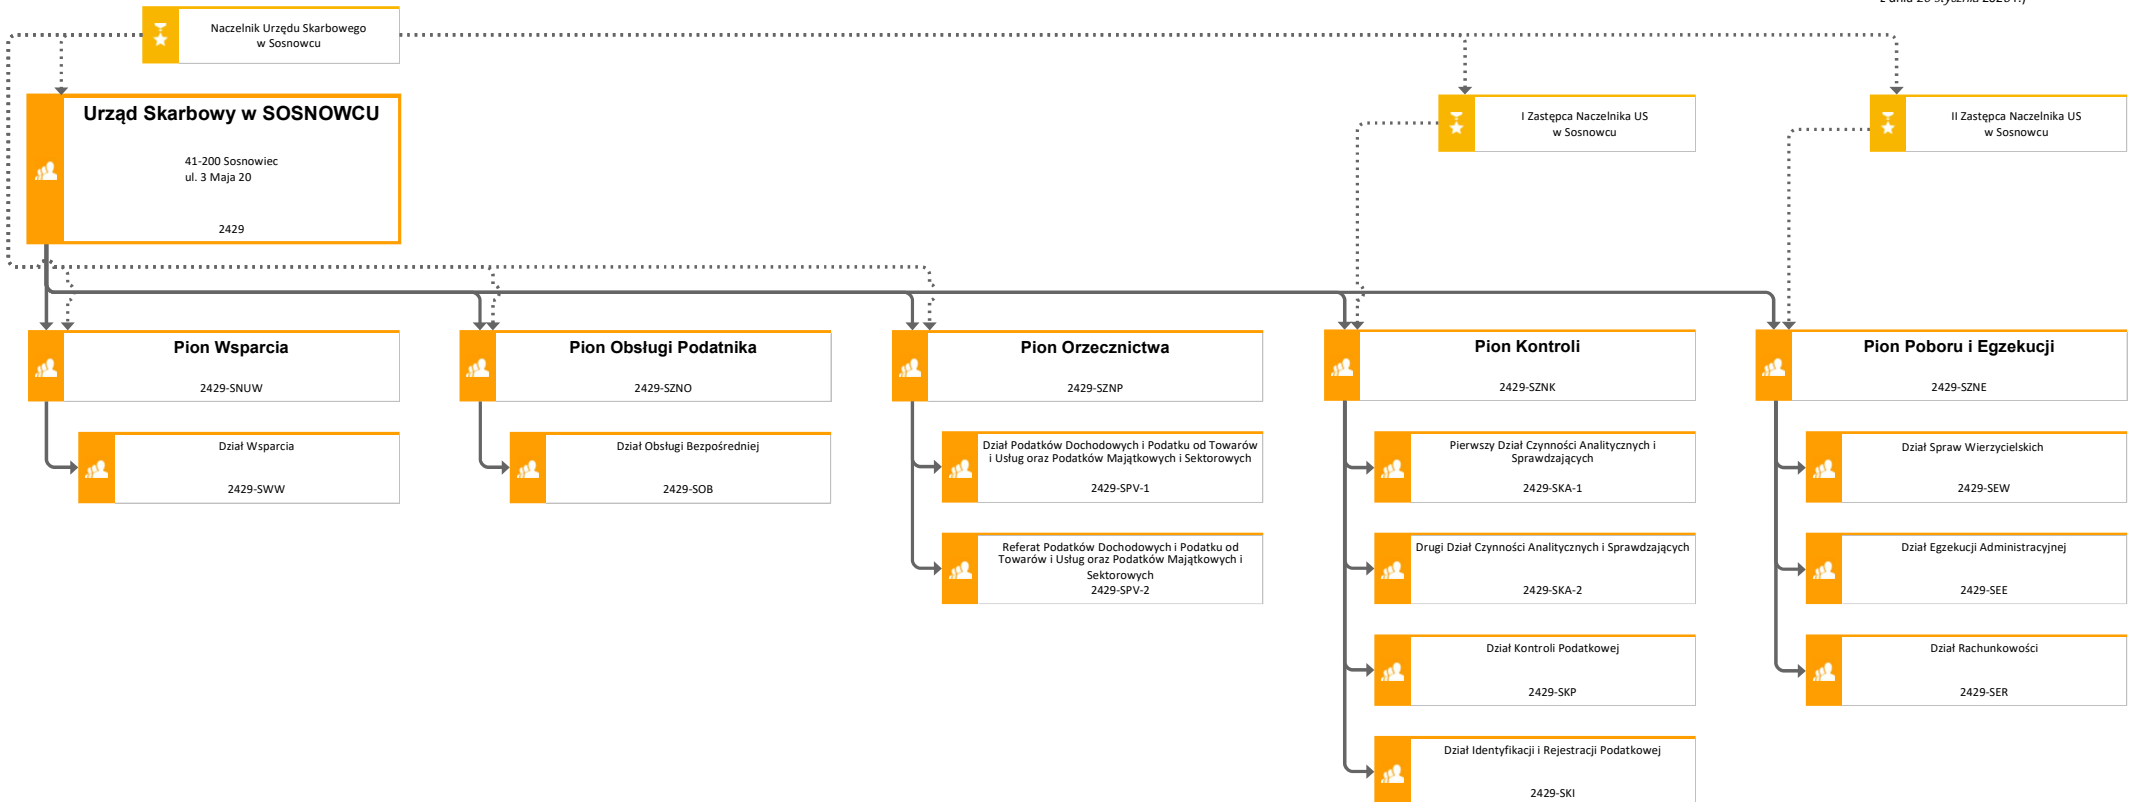 z dnia 20 stycznia 2020 r.)
Naczelnik Urzędu Skarbowego
w Sosnowcu
Urząd Skarbowy w SOSNOWCU
41-200 Sosnowiec
ul. 3 Maja 20
2429
I Zastępca Naczelnika US
w Sosnowcu
II Zastępca Naczelnika US
w Sosnowcu
Pion Wsparcia
2429-SNUW
Pion Obsługi Podatnika
2429-SZNO
Pion Orzecznictwa
2429-SZNP
Pion Kontroli
2429-SZNK
Pion Poboru i Egzekucji
2429-SZNE
Dział Wsparcia
2429-SWW
Dział Obsługi Bezpośredniej
2429-SOB
Dział Podatków Dochodowych i Podatku od Towarów
i Usług oraz Podatków Majątkowych i Sektorowych
2429-SPV-1
Referat Podatków Dochodowych i Podatku od
Towarów i Usług oraz Podatków Majątkowych i
Sektorowych
2429-SPV-2
Pierwszy Dział Czynności Analitycznych i
Sprawdzających
2429-SKA-1
Drugi Dział Czynności Analitycznych i Sprawdzających
2429-SKA-2
Dział Kontroli Podatkowej
2429-SKP
Dział Identyfikacji i Rejestracji Podatkowej
2429-SKI
Dział Spraw Wierzycielskich
2429-SEW
Dział Egzekucji Administracyjnej
2429-SEE
Dział Rachunkowości
2429-SER